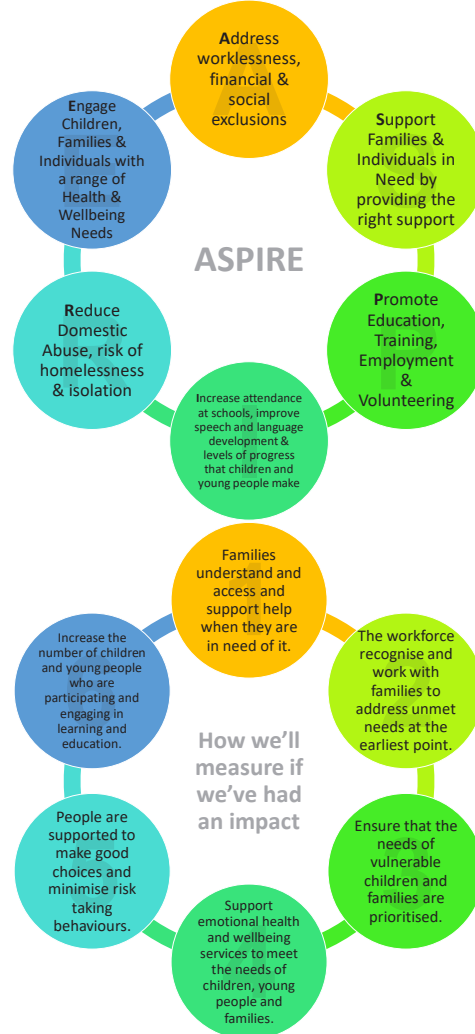 Address
worklessness,
financial &
social
exclusions
A
Support
Families &
Individuals in
Need by
providing the
right support
S
Promote
Education,
Training,
Employment
&
Volunteering
P
Increase attendance
at schools, improve
speech and language
development &
levels of progress
that children and
young people make
I
Reduce
Domestic
Abuse, risk of
homelessness
& isolation
R
Engage
Children,
Families &
Individuals with
a range of
Health &
Wellbeing
Needs
E
ASPIRE
Families
understand and
access and
support help
when they are
in need of it.
1
The workforce
recognise and
work with
families to
address unmet
needs at the
earliest point.
2
Ensure that the
needs of
vulnerable
children and
families are
prioritised.
3
Support
emotional health
and wellbeing
services to meet
the needs of
children, young
people and
families.
4
People are
supported to
make good
choices and
minimise risk
taking
behaviours.
5
Increase the
number of children
and young people
who are
participating and
engaging in
learning and
education.
6
How we’ll
measure if
we’ve had
an impact